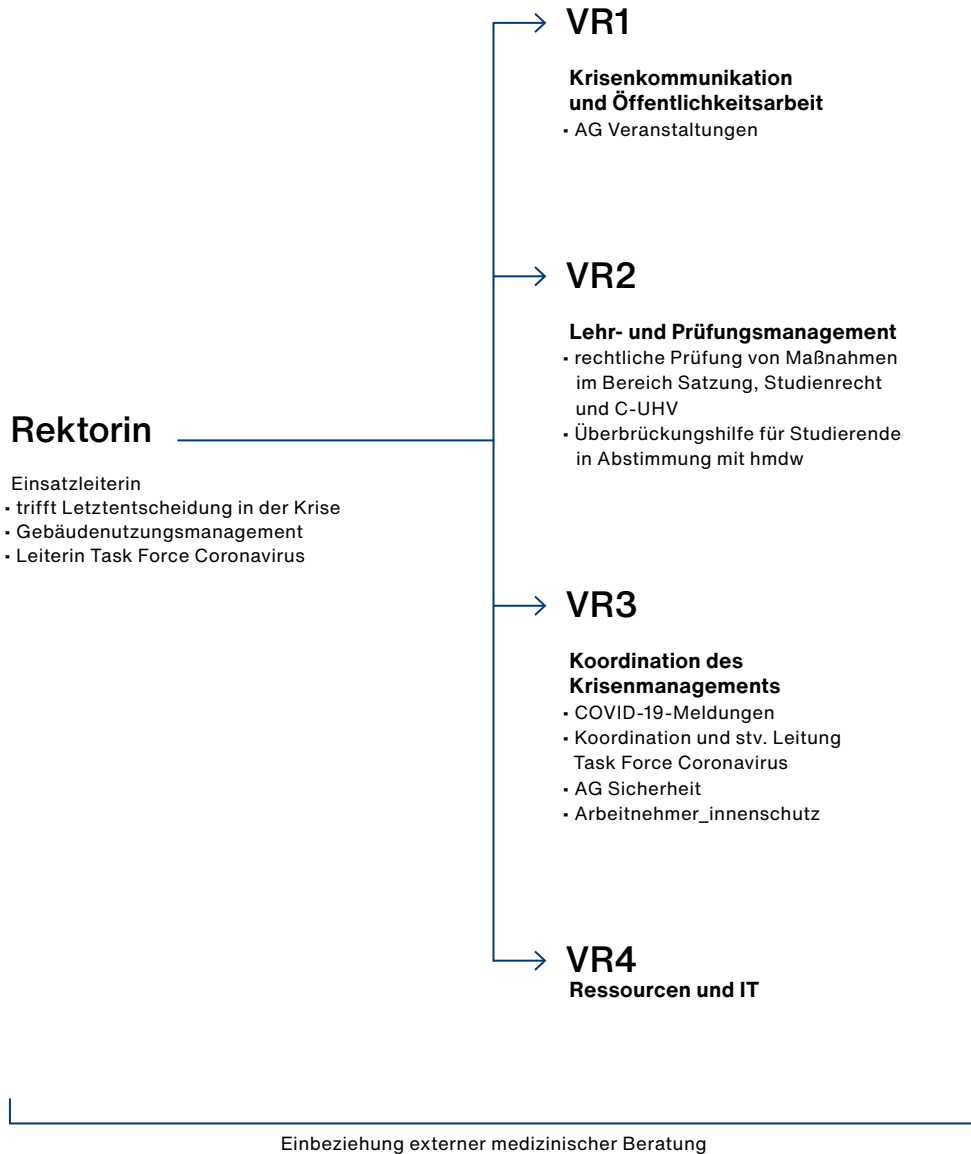 VR1
Krisenkommunikation
und Öffentlichkeitsarbeit
▪ AG Veranstaltungen
VR2
Lehr- und Prüfungsmanagement
▪ rechtliche Prüfung von Maßnahmen
im Bereich Satzung, Studienrecht
und C-UHV
▪ Überbrückungshilfe für Studierende
in Abstimmung mit hmdw
Rektorin
Einsatzleiterin
▪ trifft Letztentscheidung in der Krise
▪ Gebäudenutzungsmanagement
▪ Leiterin Task Force Coronavirus
VR3
Koordination des
Krisenmanagements
▪ COVID-19-Meldungen
▪ Koordination und stv. Leitung
Task Force Coronavirus
▪ AG Sicherheit
▪ Arbeitnehmer_innenschutz
VR4
Ressourcen und IT
Einbeziehung externer medizinischer Beratung